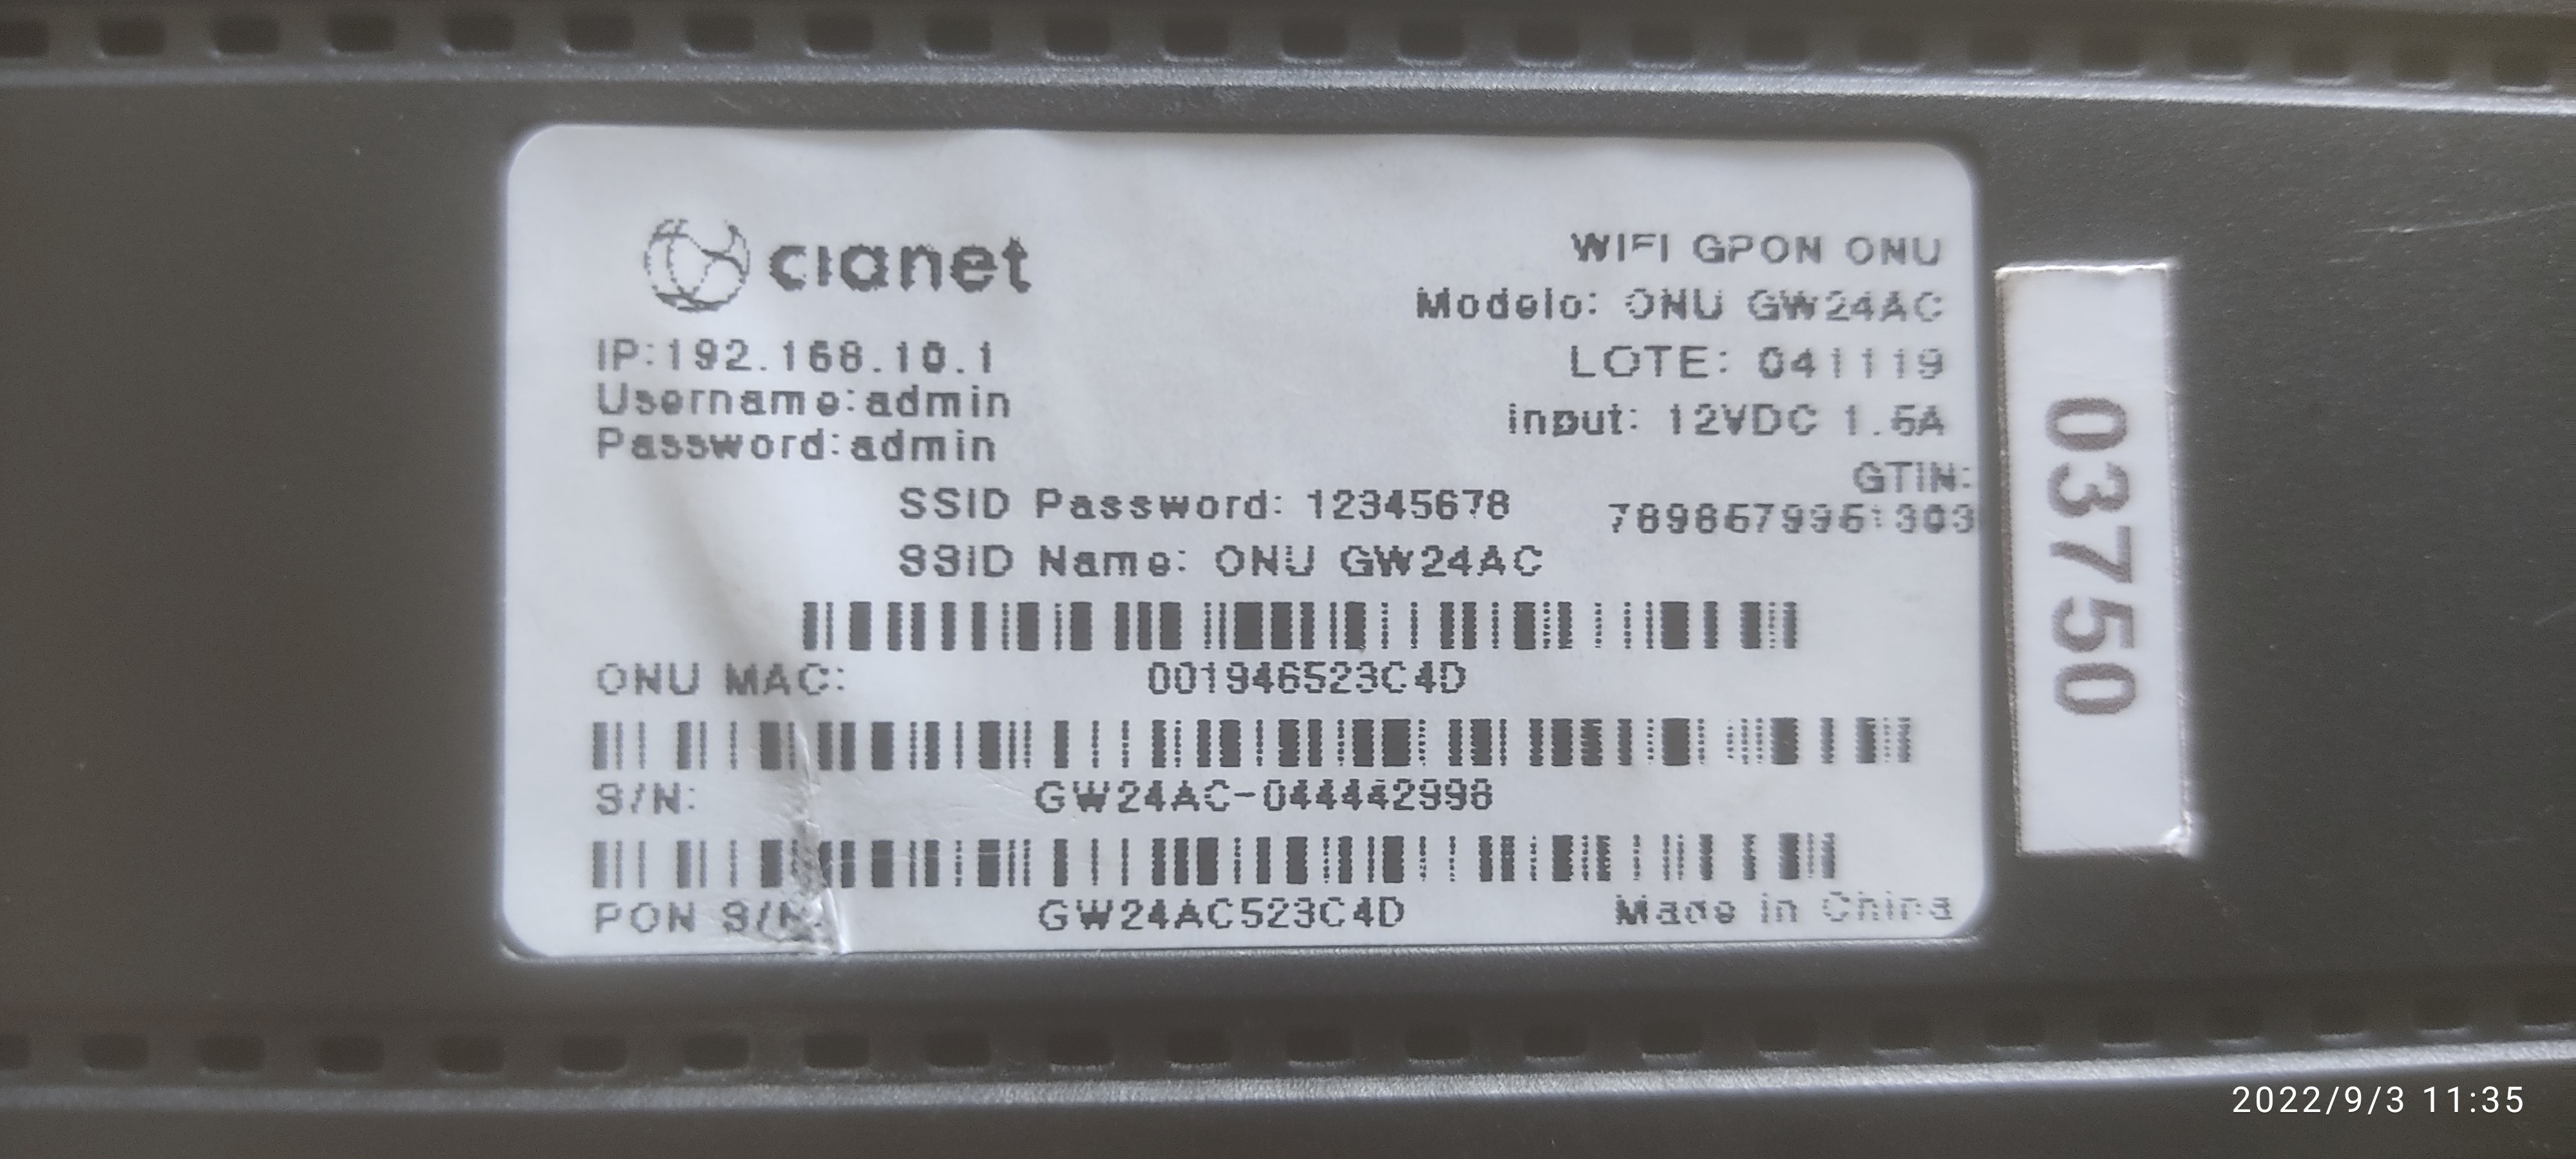 cianet
WIFI GPON ONU
Modelo: ONU GW24AC
IP:192.168.10.1
LOTE: 041119
Username:admin
input: 12VDC 1.5A
Password:admin
GTIN:
SSID Password: 12345678
7898679961303
SSID Name: ONU GW24AC
ONU MAC: 001946523C4D
S/N: GW24AC-044442998
PON S/N: GW24AC523C4D
Made in China
03750
2022/9/3 11:35